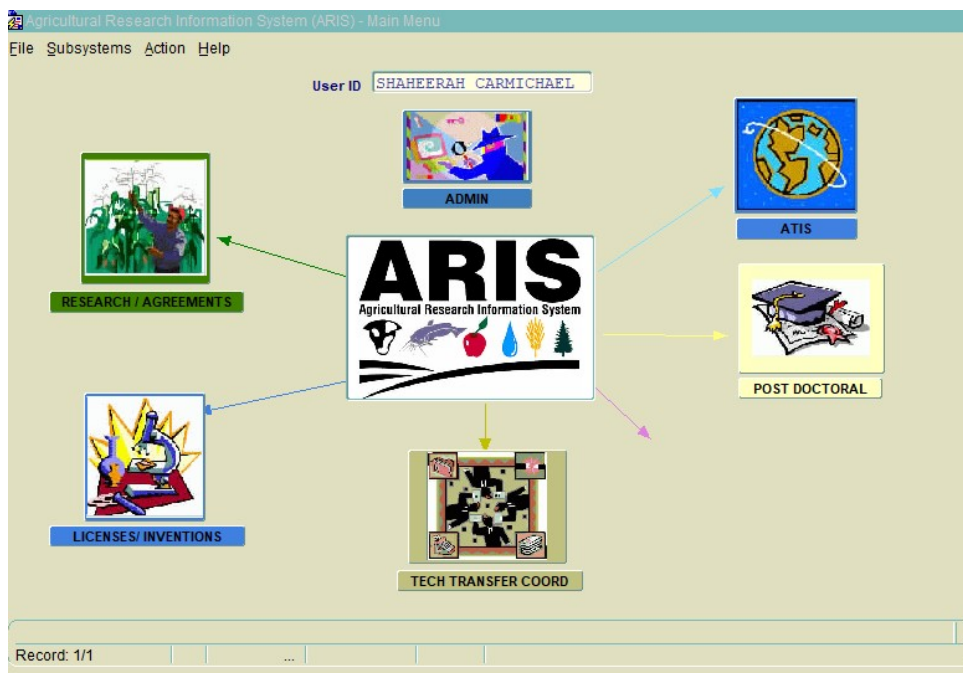 Agricultural Research Information System (ARIS) - Main Menu
File Subsystems Action Help
User ID SHAHEERAH CARMICHAEL
ADMIN
ATIS
RESEARCH / AGREEMENTS
ARIS
Agricultural Research Information System
POST DOCTORAL
LICENSES/ INVENTIONS
TECH TRANSFER COORD
Record: 1/1 ...